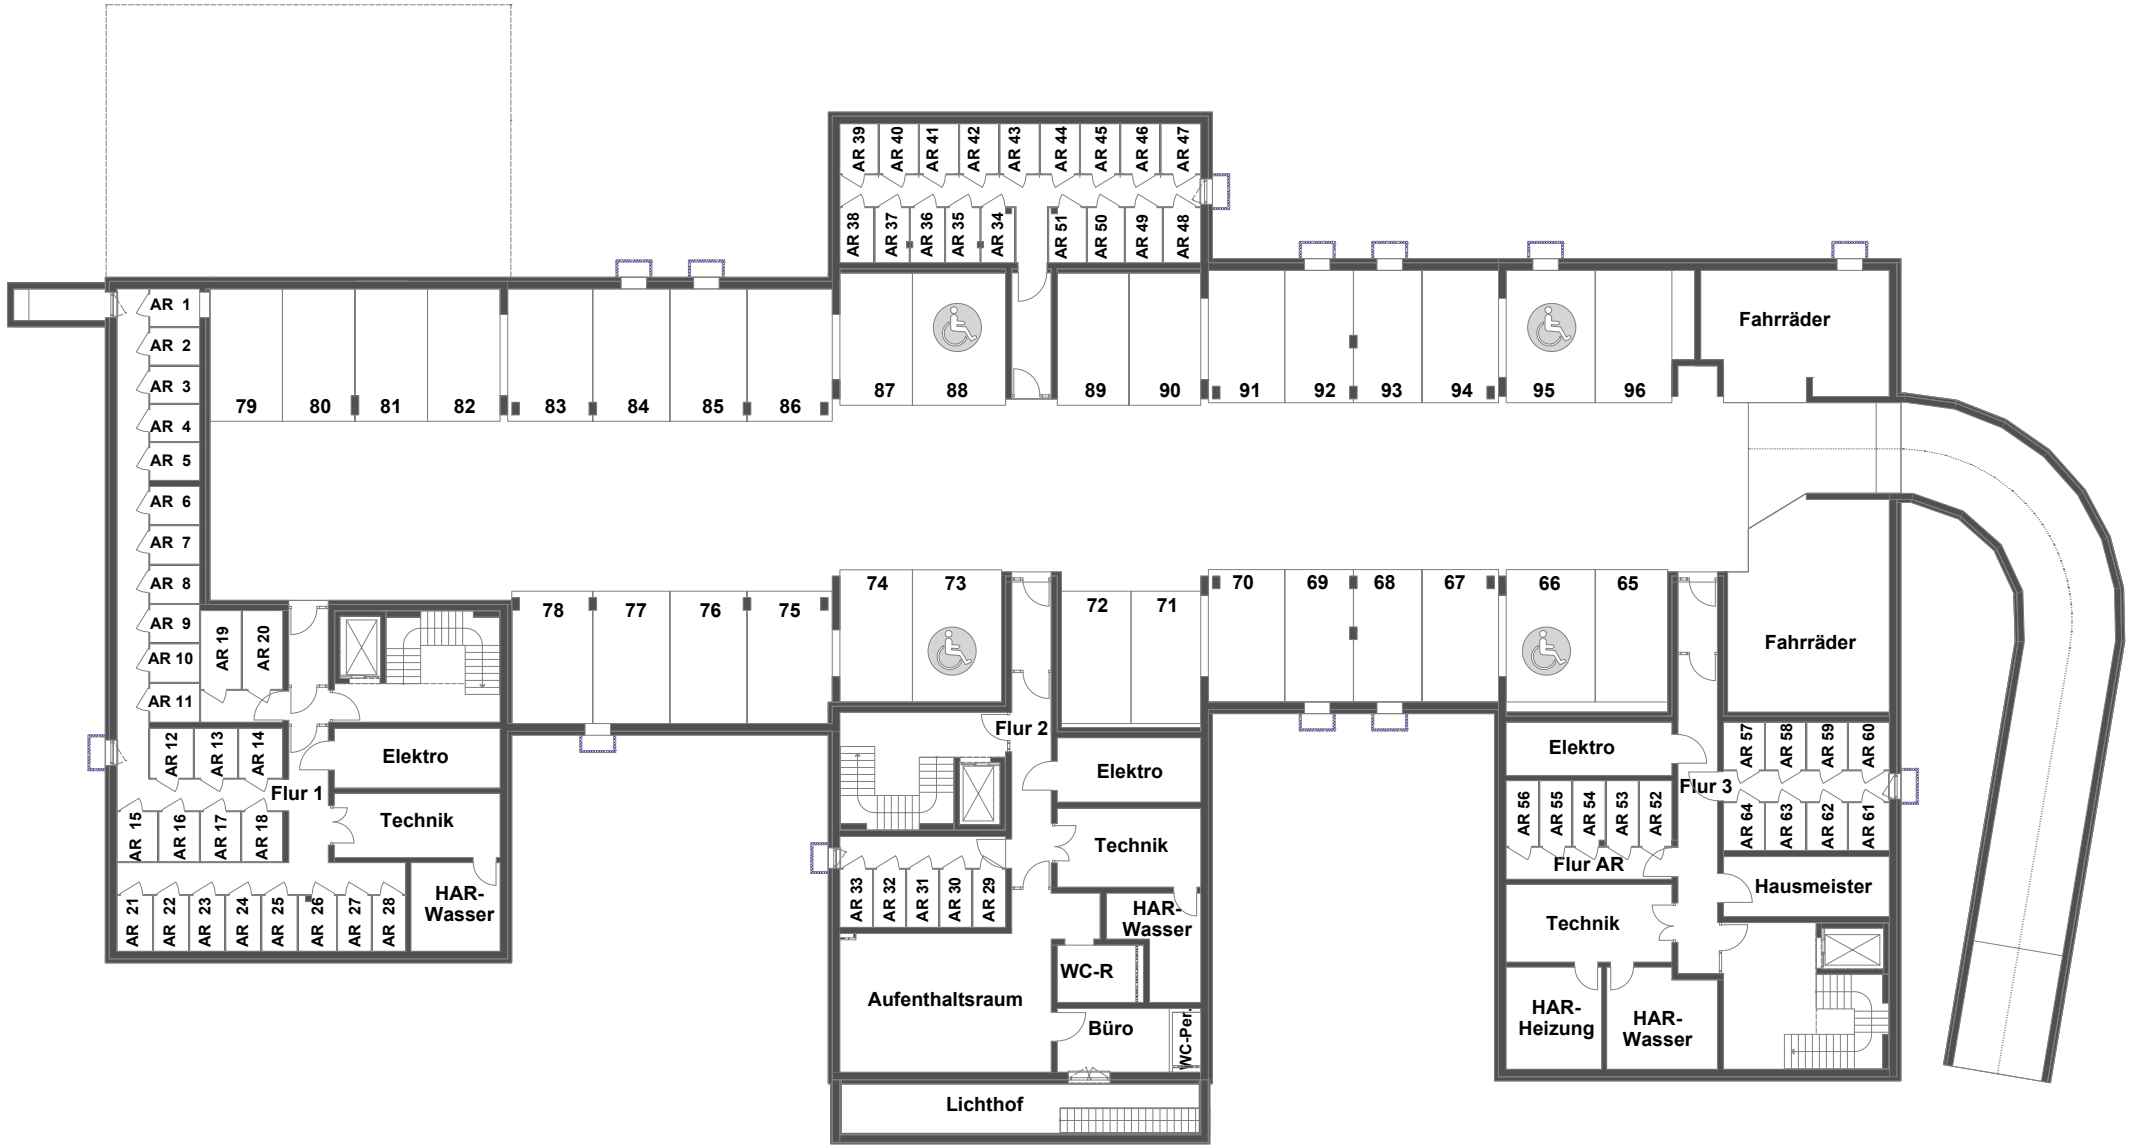 AR 39
AR 40
AR 41
AR 42
AR 43
AR 44
AR 45
AR 46
AR 47
AR 38
AR 37
AR 36
AR 35
AR 34
AR 51
AR 50
AR 49
AR 48
AR 1
AR 2
AR 3
AR 4
AR 5
AR 6
AR 7
AR 8
AR 9
AR 10
AR 11
79
80
81
82
83
84
85
86
87
88
89
90
91
92
93
94
95
96
Fahrräder
78
77
76
75
74
73
72
71
70
69
68
67
66
65
Fahrräder
AR 19
AR 20
AR 12
AR 13
AR 14
Flur 1
Elektro
Technik
AR 15
AR 16
AR 17
AR 18
HAR-
Wasser
AR 21
AR 22
AR 23
AR 24
AR 25
AR 26
AR 27
AR 28
Flur 2
Elektro
Technik
AR 33
AR 32
AR 31
AR 30
AR 29
HAR-
Wasser
WC-R
Aufenthaltsraum
Büro
WC-Per.
Lichthof
Elektro
Flur 3
AR 57
AR 58
AR 59
AR 60
AR 56
AR 55
AR 54
AR 53
AR 52
AR 64
AR 63
AR 62
AR 61
Flur AR
Hausmeister
Technik
HAR-
Heizung
HAR-
Wasser